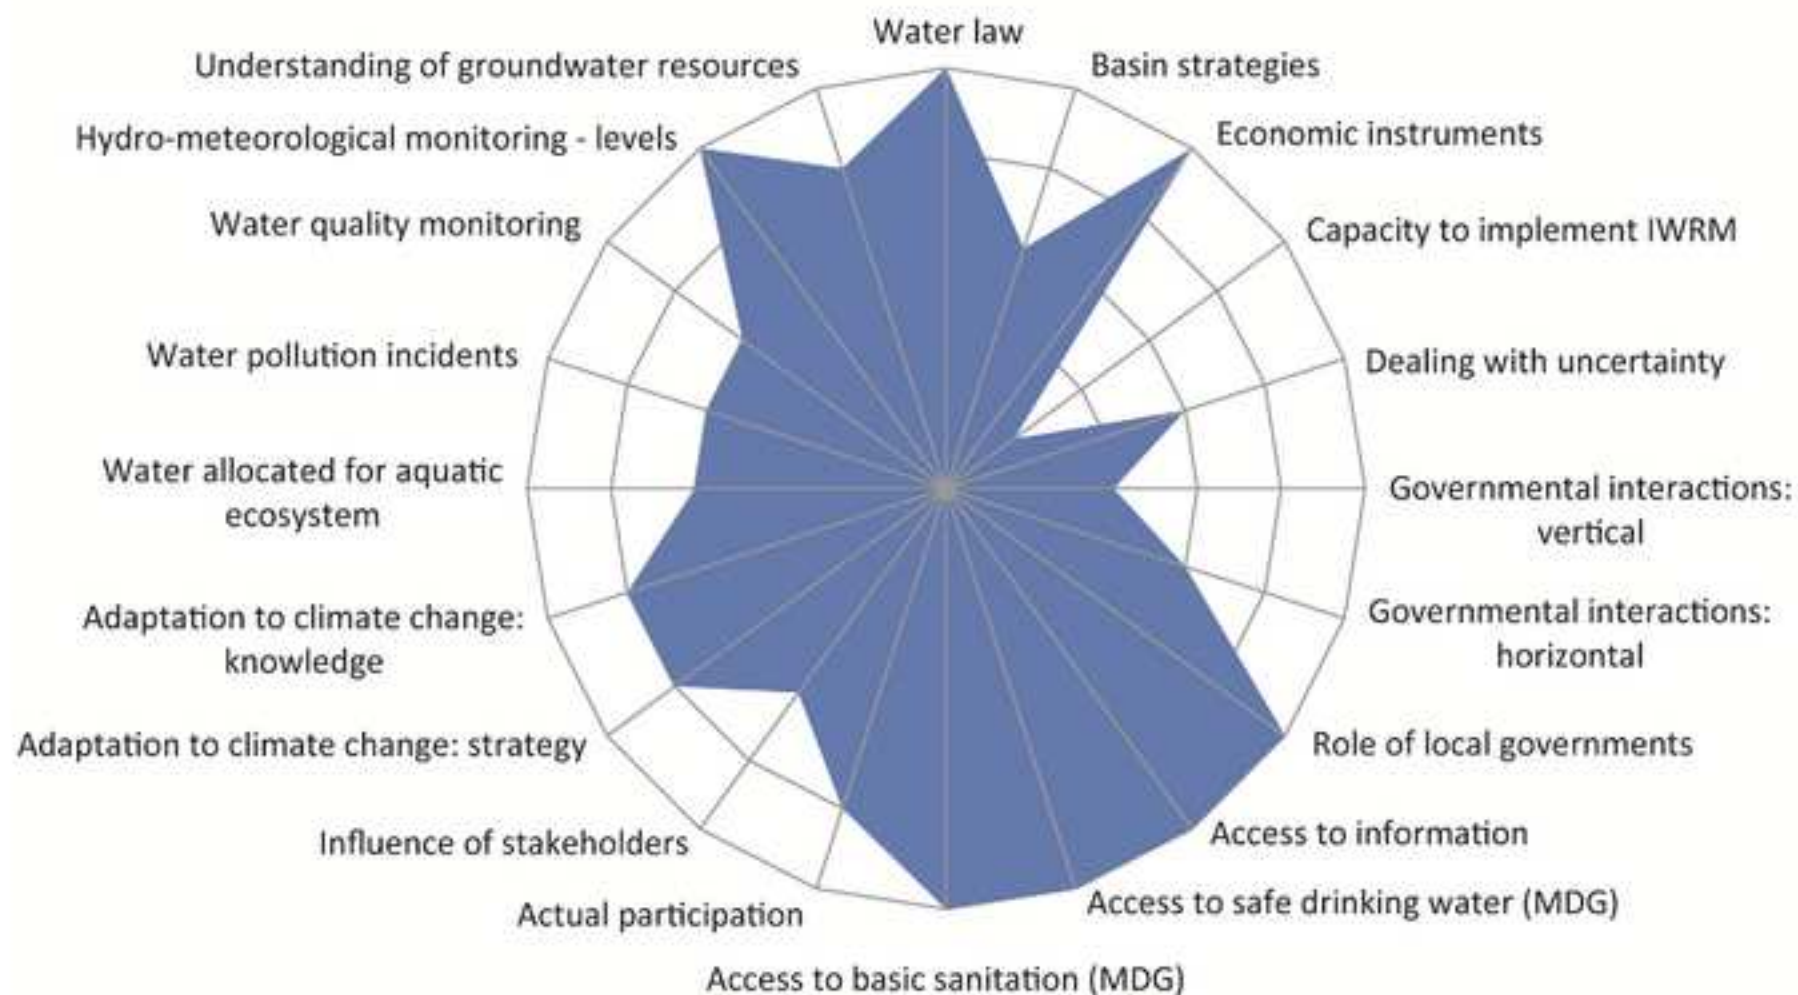 Water law
Basin strategies
Economic instruments
Capacity to implement IWRM
Dealing with uncertainty
Governmental interactions:
vertical
Governmental interactions:
horizontal
Role of local governments
Access to information
Access to safe drinking water (MDG)
Access to basic sanitation (MDG)
Actual participation
Influence of stakeholders
Adaptation to climate change: strategy
Adaptation to climate change:
knowledge
Water allocated for aquatic
ecosystem
Water pollution incidents
Water quality monitoring
Hydro-meteorological monitoring - levels
Understanding of groundwater resources